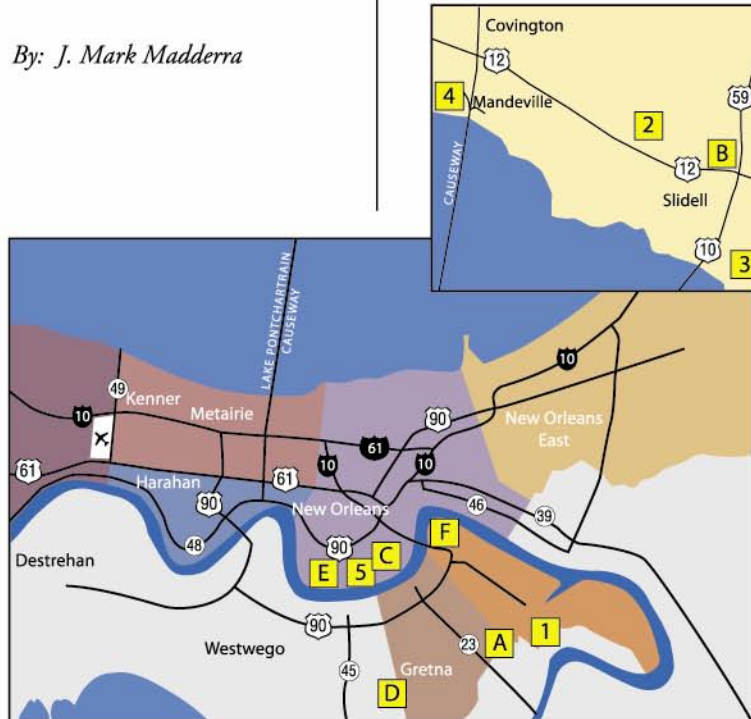 By: J. Mark Madderra
Covington
12
59
4
Mandeville
2
B
12
CAUSEWAY
Slidell
10
3
LAKE PONTCHARTRAIN
CAUSEWAY
49
Kenner
10
Metairie
10
90
New Orleans
East
61
61
10
10
Harahan
61
90
New Orleans
46
39
48
F
Destrehan
90
C
E
5
90
Westwego
23
A
1
45
Gretna
D